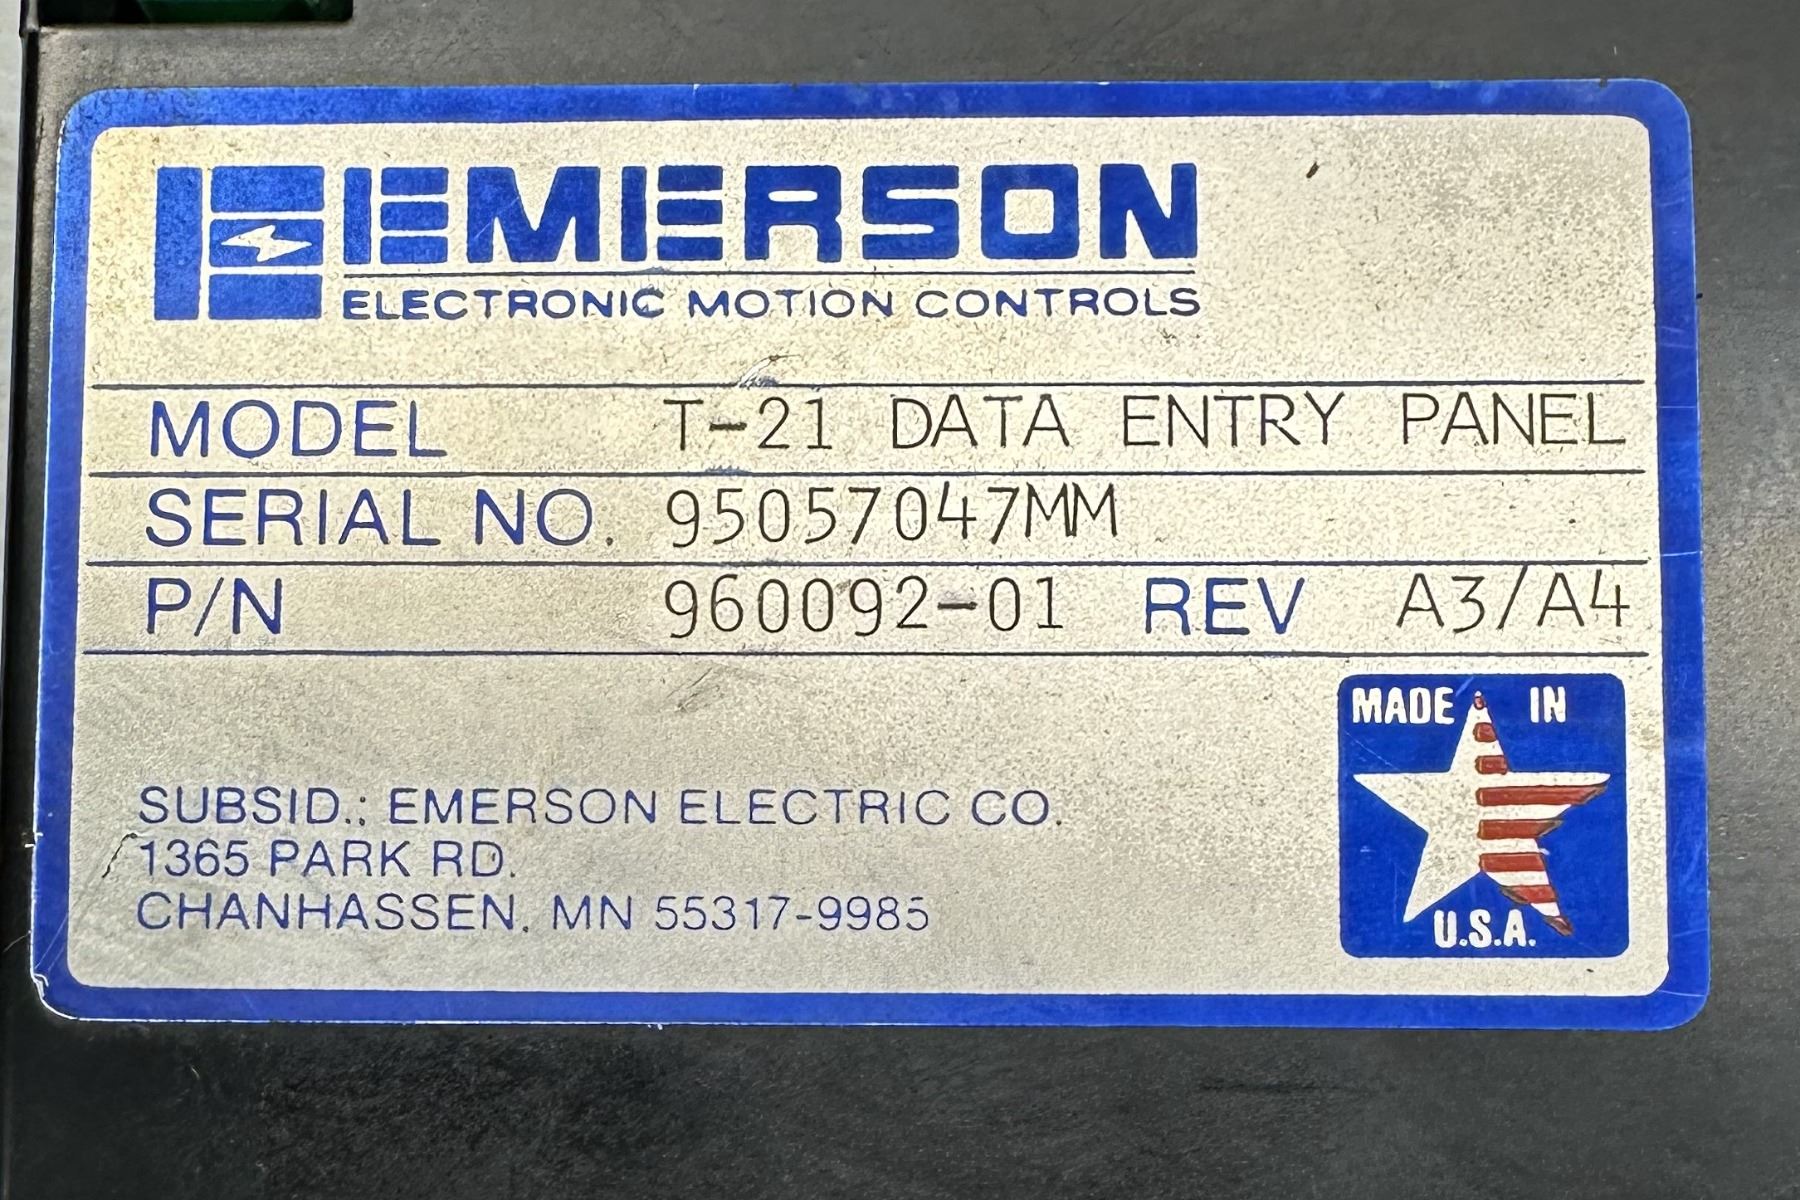 EMERSON
ELECTRONIC MOTION CONTROLS
MODEL T-21 DATA ENTRY PANEL
SERIAL NO. 95057047MM
P/N 960092-01 REV A3/A4
MADE IN
U.S.A.
SUBSID.: EMERSON ELECTRIC CO.
1365 PARK RD.
CHANHASSEN, MN 55317-9985